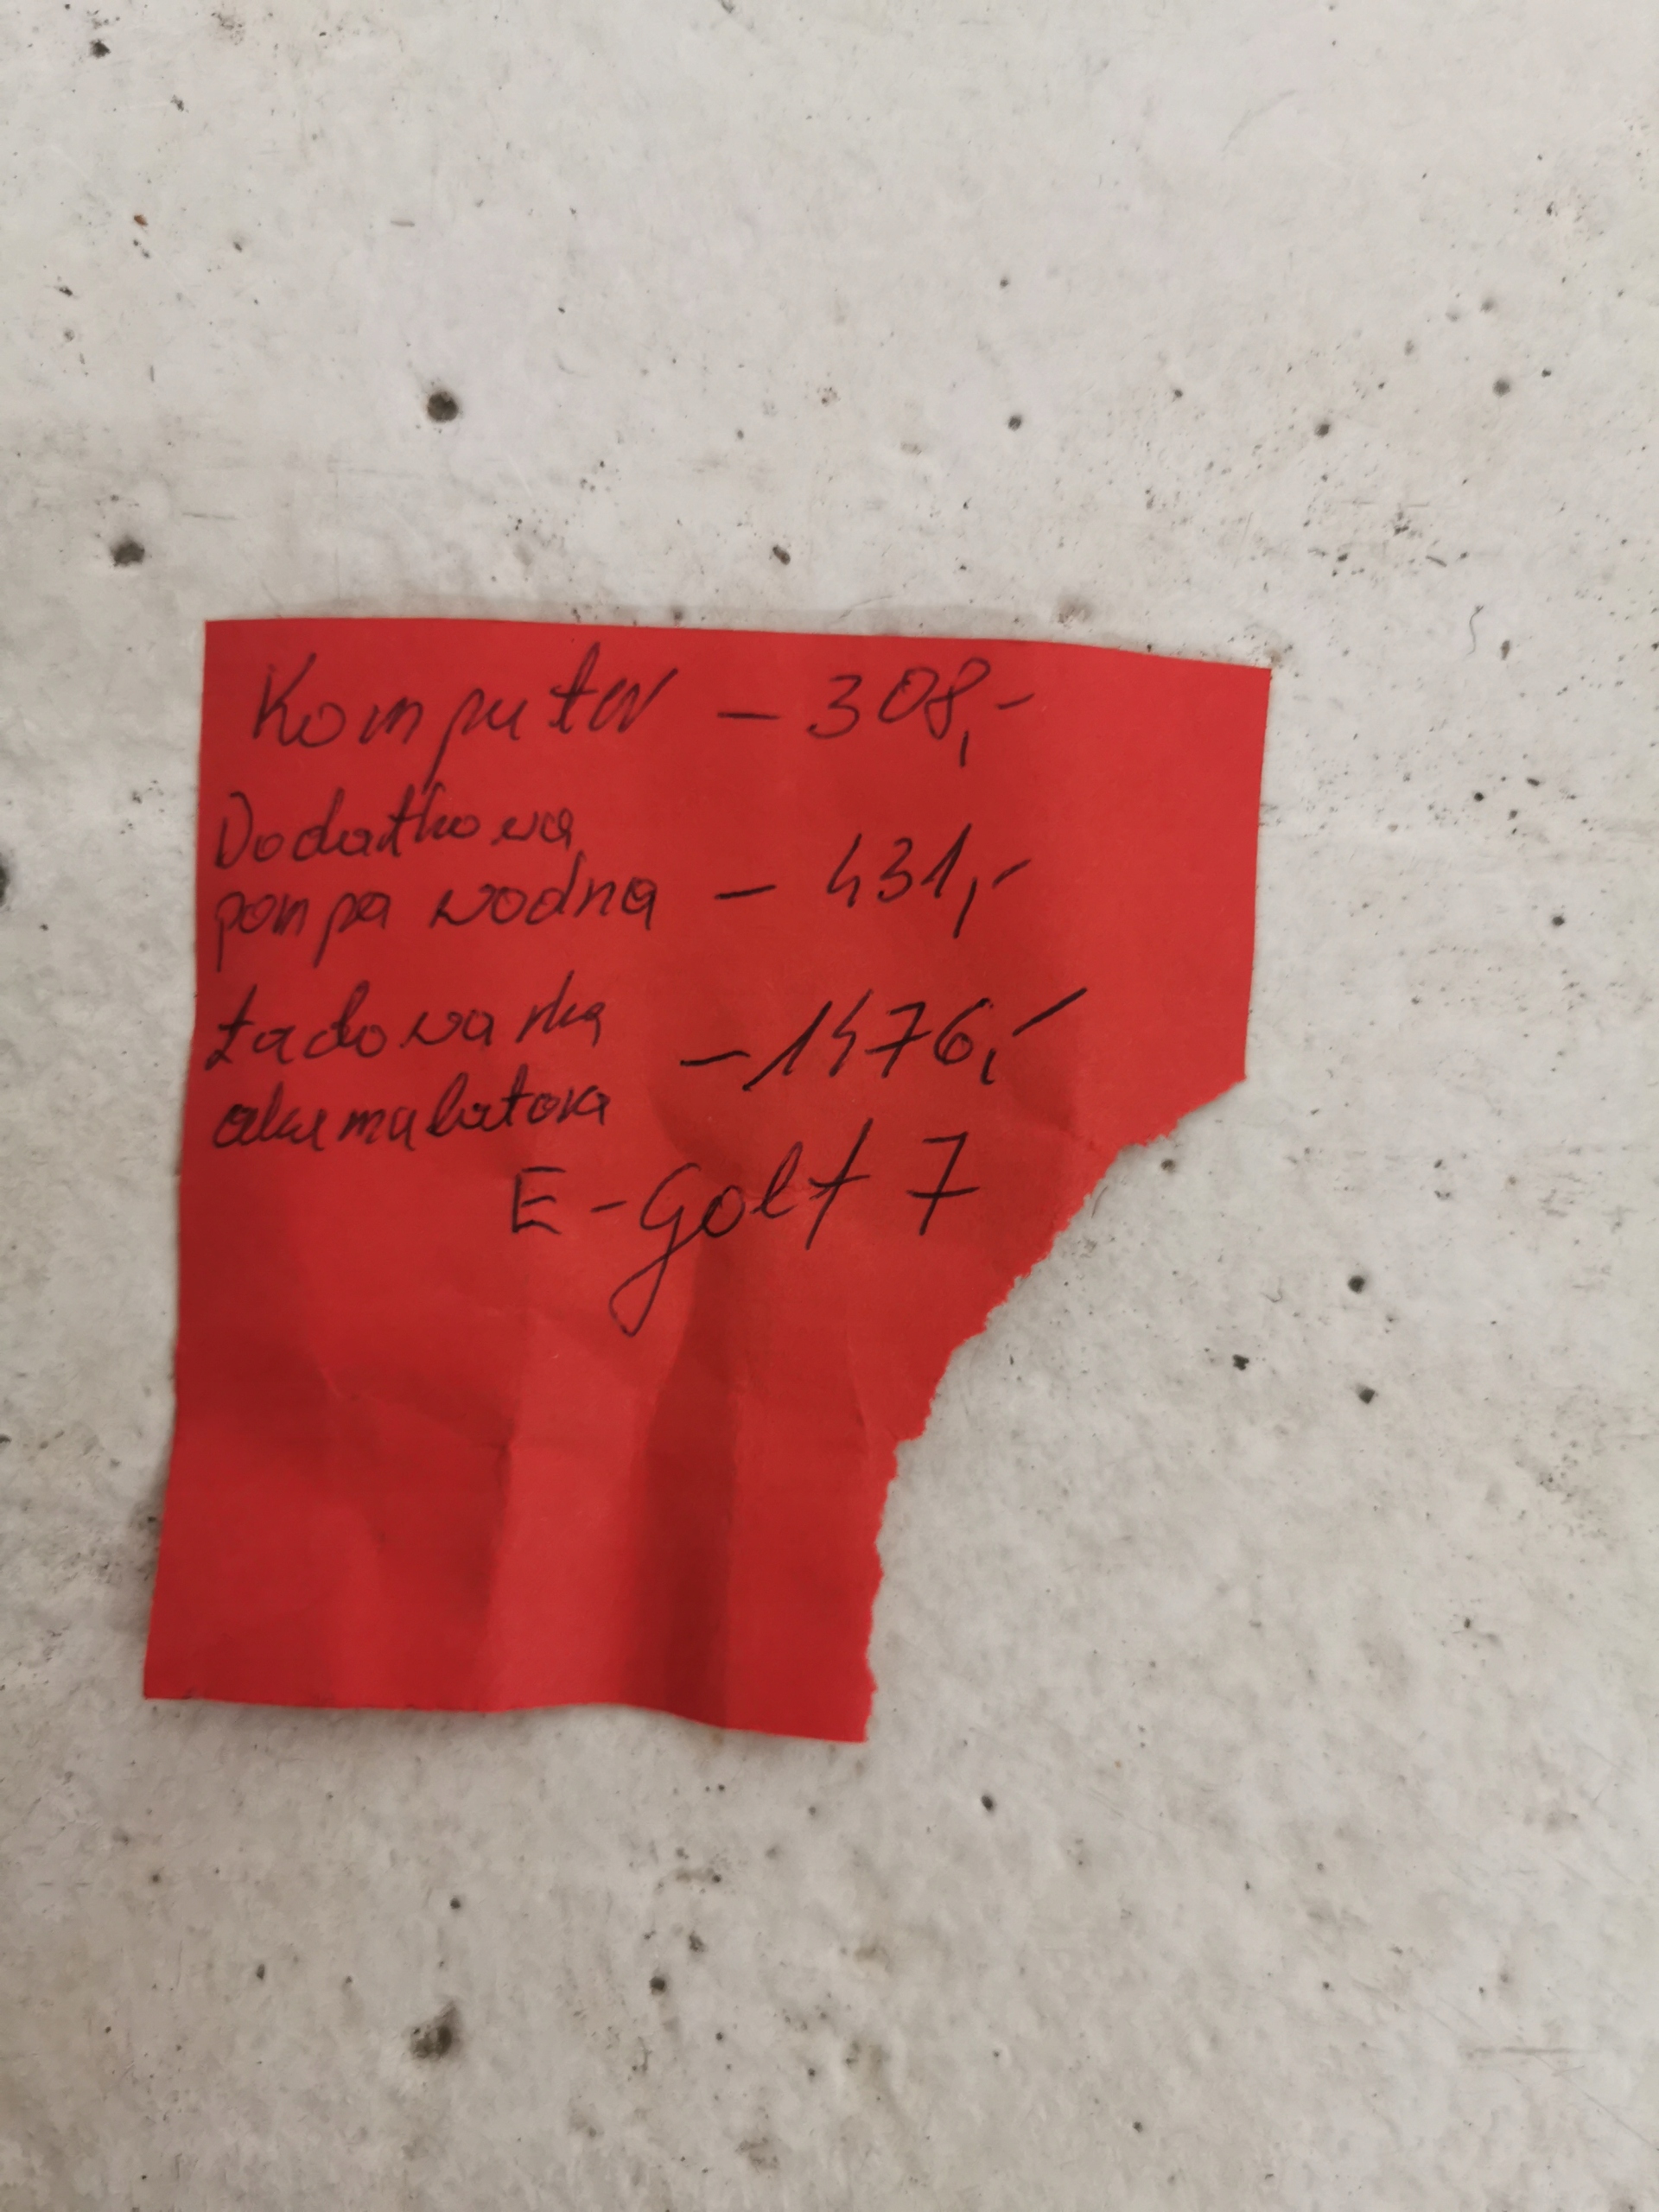 Komputer - 308,-
Dodatkowa
pompa wodna - 431,-
Ładowarka
akumulatora - 1476,-
E-Golf 7